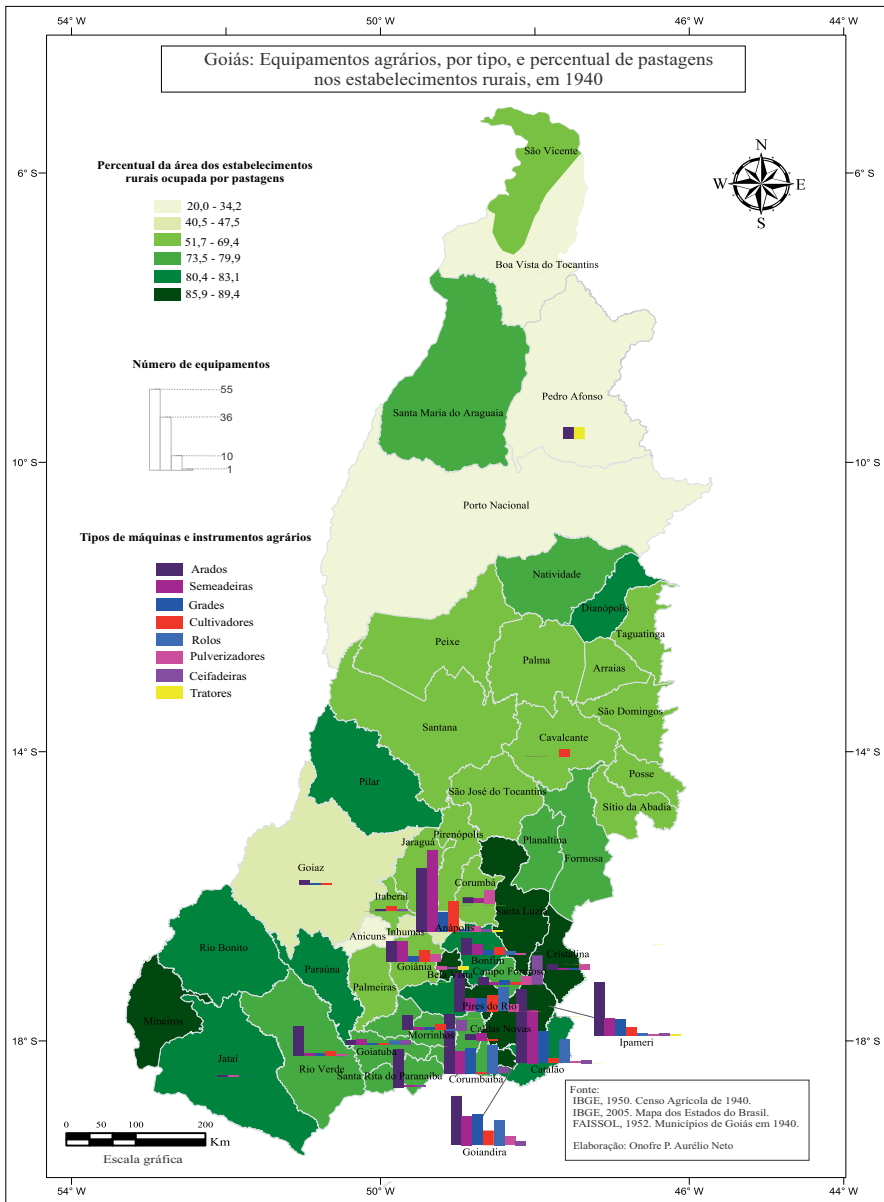 54° W
50° W
46° W
44° W
Goiás: Equipamentos agrários, por tipo, e percentual de pastagens
nos estabelecimentos rurais, em 1940
N
W
E
S
6° S
6° S
Percentual da área dos estabelecimentos
rurais ocupada por pastagens
20,0 - 34,2
40,5 - 47,5
51,7 - 69,4
73,5 - 79,9
80,4 - 83,1
85,9 - 89,4
Número de equipamentos
55
36
10
1
10° S
10° S
Tipos de máquinas e instrumentos agrários
Arados
Semeadeiras
Grades
Cultivadores
Rolos
Pulverizadores
Ceifadeiras
Tratores
14° S
14° S
18° S
18° S
São Vicente
Boa Vista do Tocantins
Pedro Afonso
Santa Maria do Araguaia
Porto Nacional
Natividade
Dianópolis
Taguatinga
Peixe
Palma
Arraias
São Domingos
Santana
Cavalcante
Posse
Pilar
São José do Tocantins
Sítio da Abadia
Pirenópolis
Jaraguá
Planaltina
Formosa
Goiaz
Corumbá
Itaberaí
Santa Luzia
Anápolis
Inhumas
Anicuns
Rio Bonito
Bonfim
Cristalina
Goiânia
Paraúna
Bela Vista
Campo Formoso
Palmeiras
Pires do Rio
Mineiros
Caldas Novas
Morrinhos
Ipameri
Goiatuba
Jataí
Rio Verde
Santa Rita do Paranaíba
Corumbaíba
Catalão
Goiandira
0
50
100
200
Km
Escala gráfica
Fonte:
IBGE, 1950. Censo Agrícola de 1940.
IBGE, 2005. Mapa dos Estados do Brasil.
FAISSOL, 1952. Municípios de Goiás em 1940.
Elaboração: Onofre P. Aurélio Neto
54° W
50° W
46° W
44° W